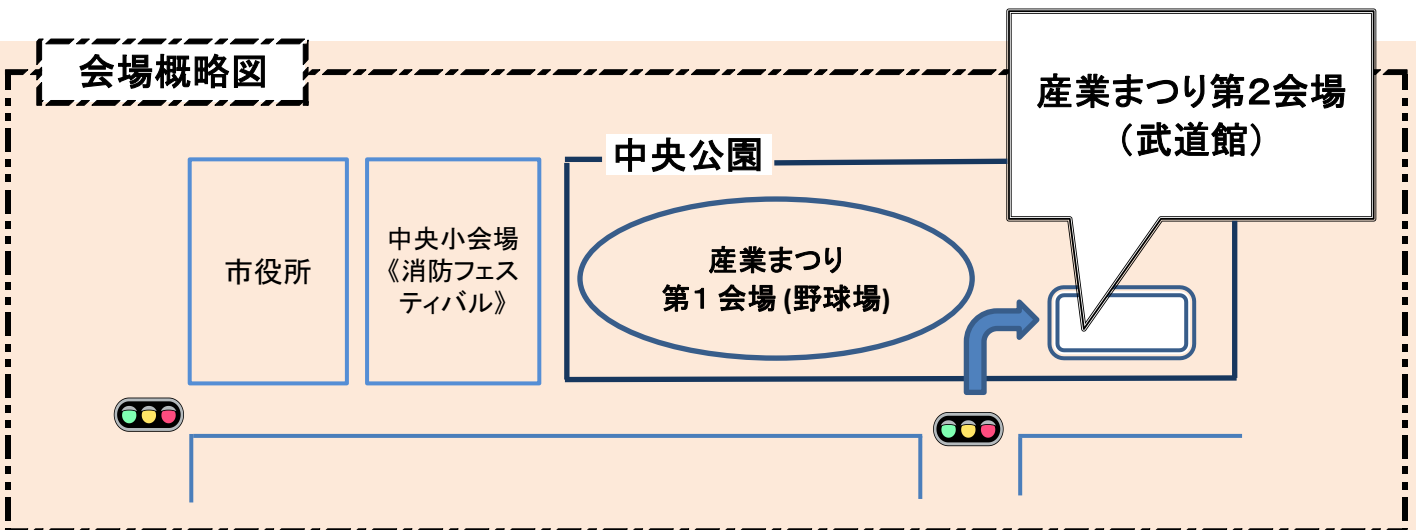 会場概略図
産業まつり第２会場
（武道館）
中央公園
市役所
中央小会場
《消防フェス
ティバル》
産業まつり
第１会場(野球場)